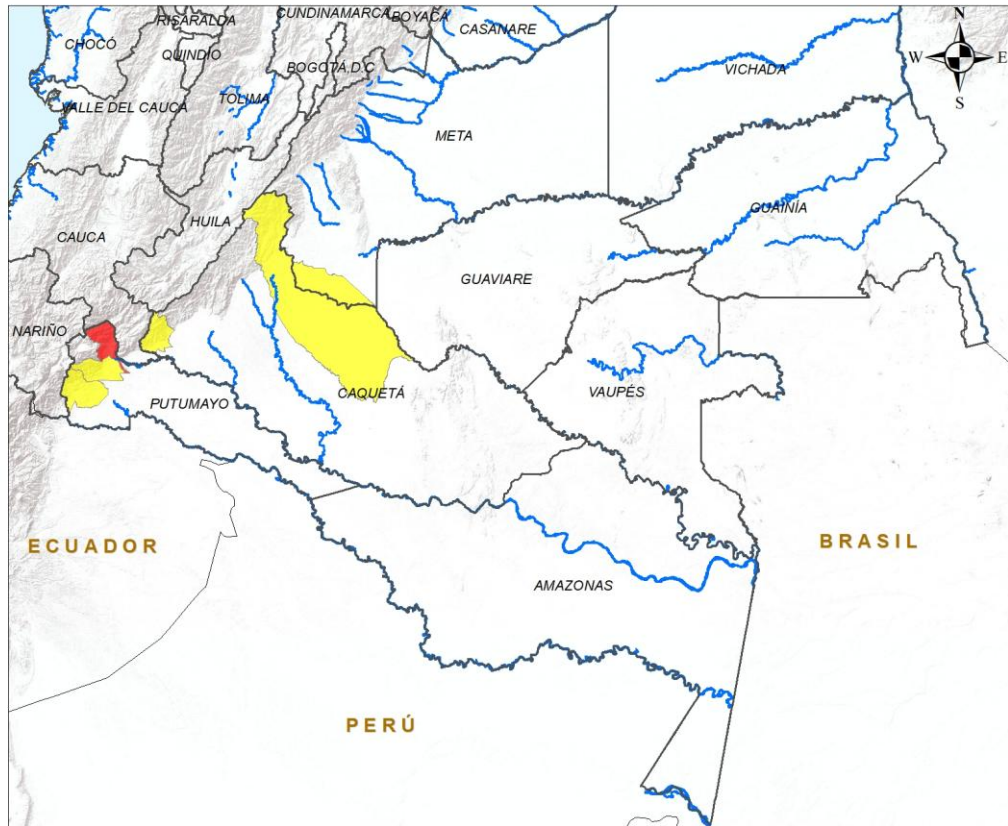 CUNDINAMARCA
BOYACÁ
RISARALDA
CASANARE
N
CHOCÓ
QUINDÍO
BOGOTÁ D.C
W
E
VICHADA
TOLIMA
VALLE DEL CAUCA
S
META
GUAINÍA
HUILA
CAUCA
GUAVIARE
NARIÑO
CAQUETÁ
VAUPÉS
PUTUMAYO
ECUADOR
BRASIL
AMAZONAS
PERÚ